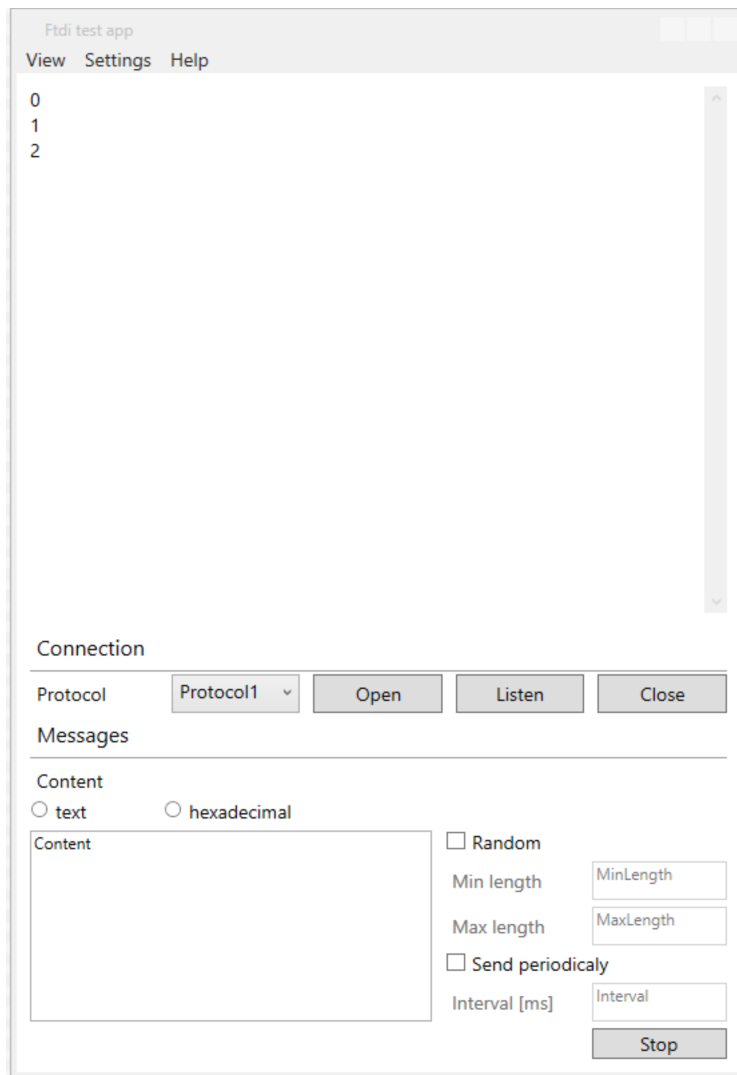 Ftdi test app
View Settings Help
0
1
2
Connection
Protocol Protocol1 Open Listen Close
Messages
Content
text hexadecimal
Content
Random
Min length MinLength
Max length MaxLength
Send periodicaly
Interval [ms] Interval
Stop